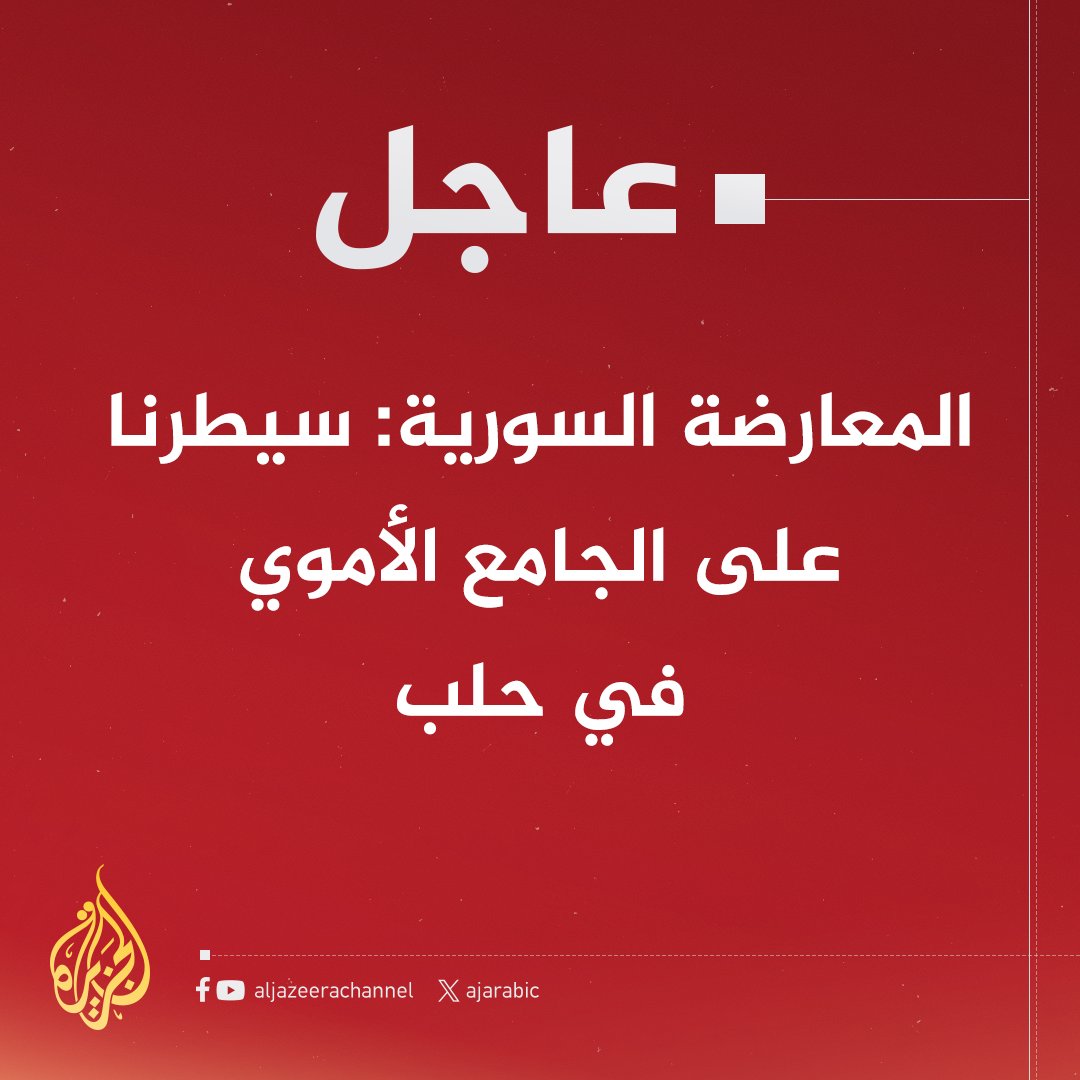 عاجل
المعارضة السورية: سيطرنا
على الجامع الأموي
في حلب
الجزيرة
aljazeerachannel ajarabic